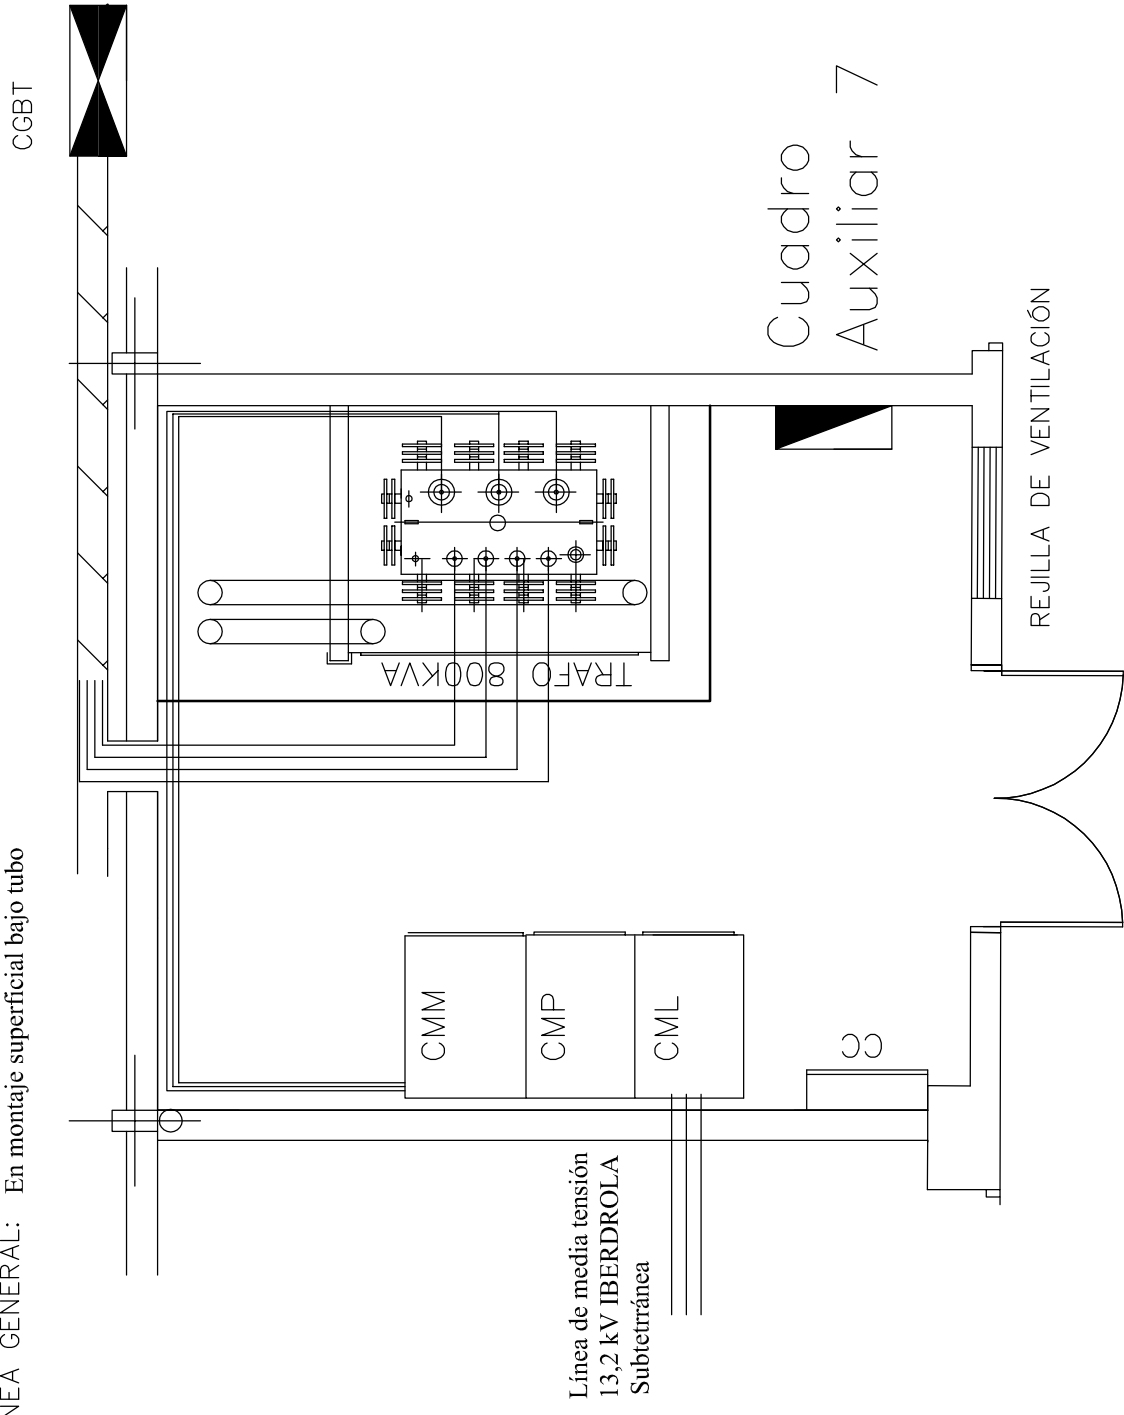 CGBT
NEA GENERAL: En montaje superficial bajo tubo
Cuadro
Auxiliar 7
REJILLA DE VENTILACIÓN
TRAFO 800KVA
CMM
CMP
CML
CC
Línea de media tensión
13,2 kV IBERDROLA
Subtetrránea